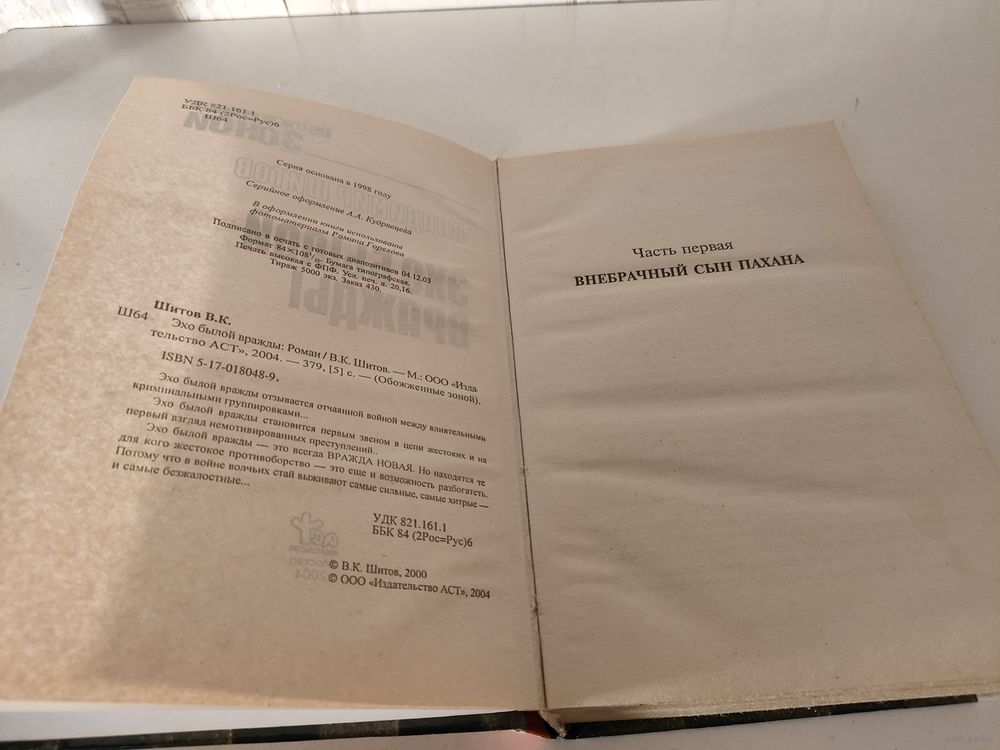 УДК 821.161.1
ББК 84 (2Рос=Рус)6
Ш64
Серия основана в 1998 году
Серийное оформление А.А. Кудрявцева
В оформлении книги использованы
фотоматериалы Романа Горелова
Подписано в печать с готовых диапозитивов 04.12.03
Формат 84×108¹/₃₂. Бумага типографская.
Печать высокая с ФПФ. Усл. печ. л. 20,16.
Тираж 5000 экз. Заказ 430.
Шитов В.К.
Ш64 Эхо былой вражды: Роман / В.К. Шитов. — М.: ООО «Изда
тельство АСТ», 2004. — 379, [5] с. — (Обожженные зоной).
ISBN 5-17-018048-9.
Эхо былой вражды отзывается отчаянной войной между влиятельными
криминальными группировками...
Эхо былой вражды становится первым звеном в цепи жестоких и на
первый взгляд немотивированных преступлений..
Эхо былой вражды — это всегда ВРАЖДА НОВАЯ. Но находятся те
для кого жестокое противоборство — это еще и возможность разбогатеть.
Потому что в войне волчьих стай выживают самые сильные, самые хитрые —
и самые безжалостные...
УДК 821.161.1
ББК 84 (2Рос=Рус)6
© В.К. Шитов, 2000
© ООО «Издательство АСТ», 2004
Часть первая
ВНЕБРАЧНЫЙ СЫН ПАХАНА